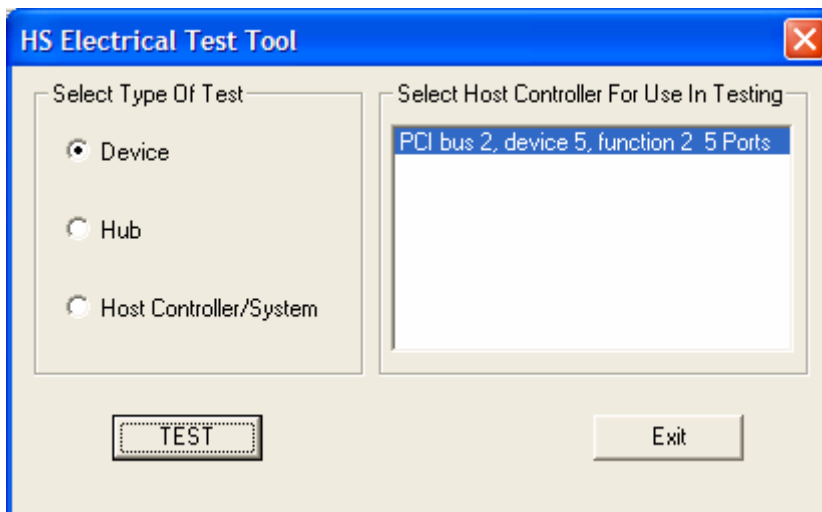 HS Electrical Test Tool
Select Type Of Test
Device
Hub
Host Controller/System
Select Host Controller For Use In Testing
PCI bus 2, device 5, function 2  5 Ports
TEST
Exit